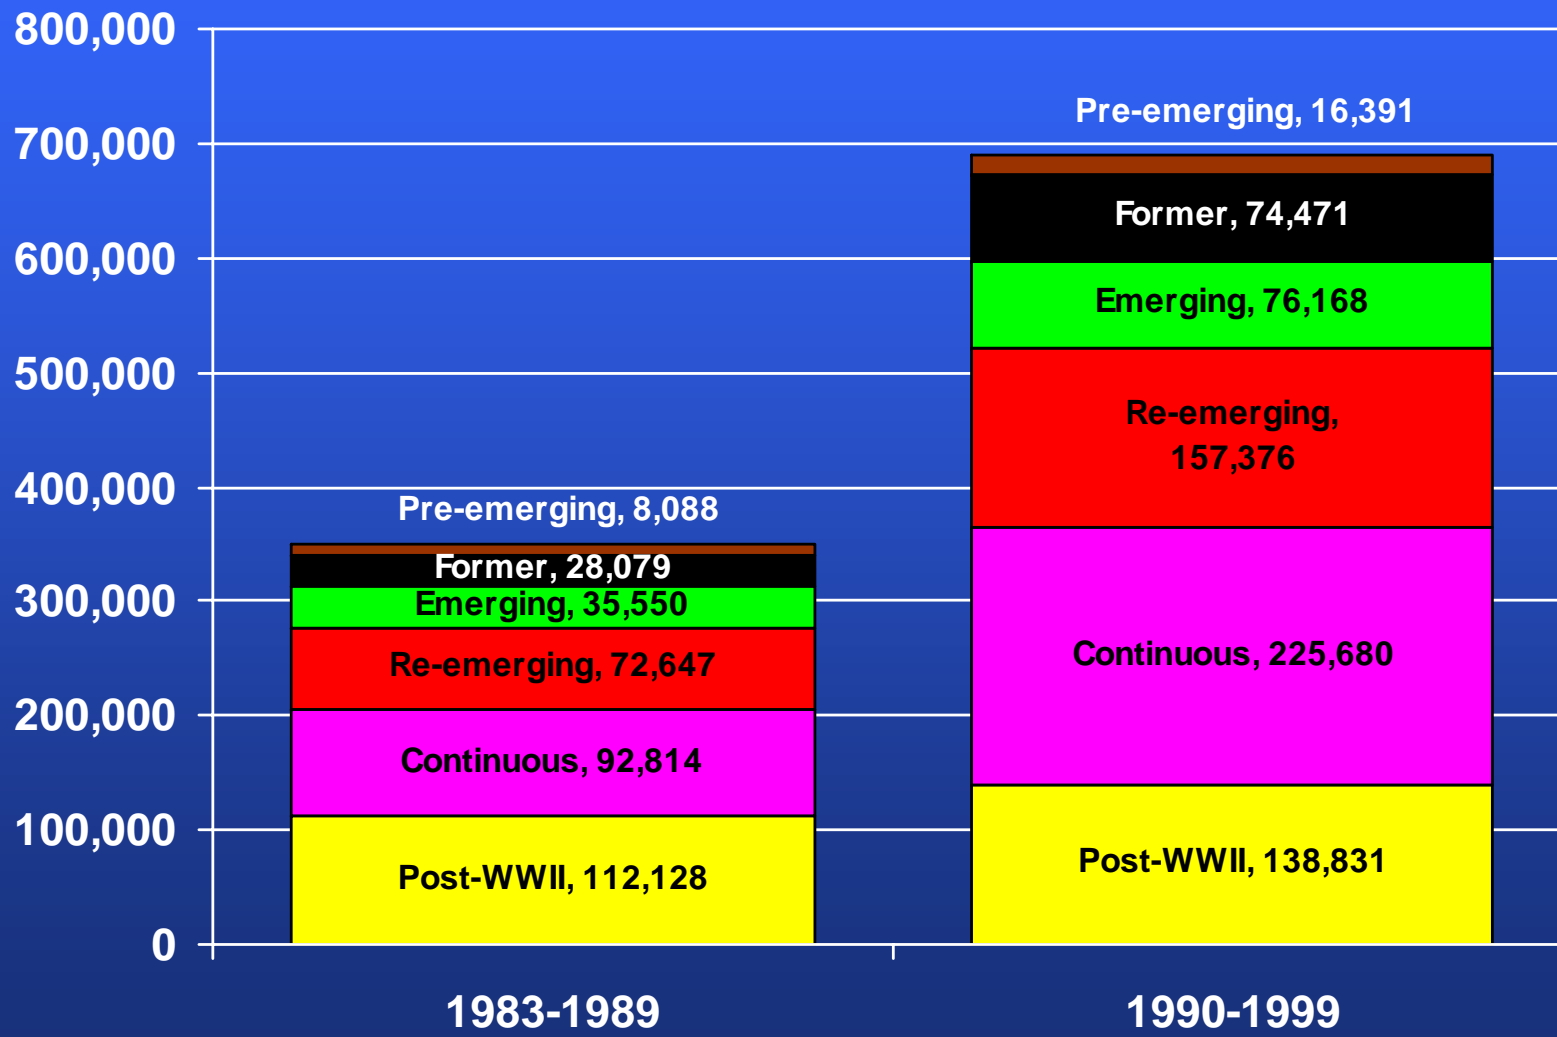 800,000
700,000
600,000
500,000
400,000
300,000
200,000
100,000
0
Pre-emerging, 8,088
Former, 28,079
Emerging, 35,550
Re-emerging, 72,647
Continuous, 92,814
Post-WWII, 112,128
Pre-emerging, 16,391
Former, 74,471
Emerging, 76,168
Re-emerging,
157,376
Continuous, 225,680
Post-WWII, 138,831
1983-1989
1990-1999